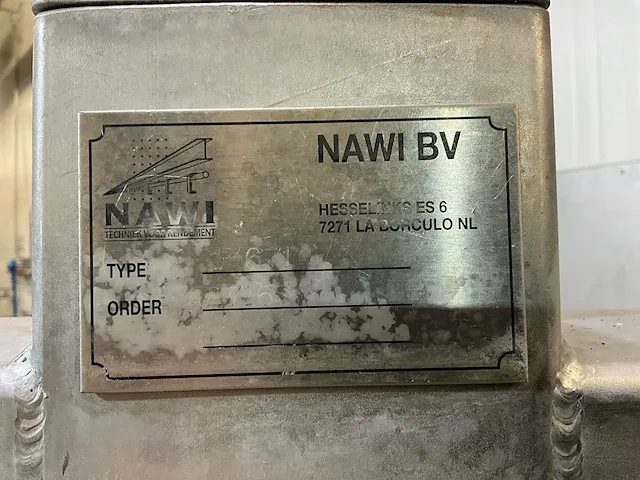 NAWI BV
NAWI
TECHNIEK VOOR RENDEMENT
HESSELINKS ES 6
7271 LA BORCULO NL
TYPE
ORDER